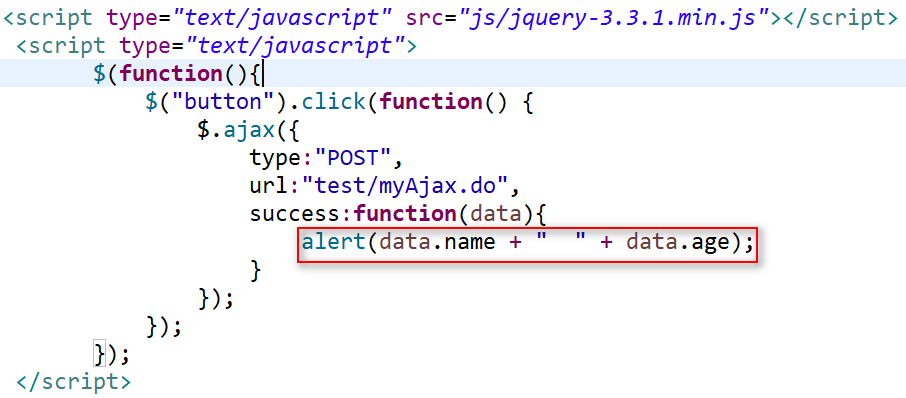 <script type="text/javascript" src="js/jquery-3.3.1.min.js"></script>
<script type="text/javascript">
$(function(){
$("button").click(function() {
$.ajax({
type:"POST",
url:"test/myAjax.do",
success:function(data){
alert(data.name + "  " + data.age);
}
});
});
});
</script>